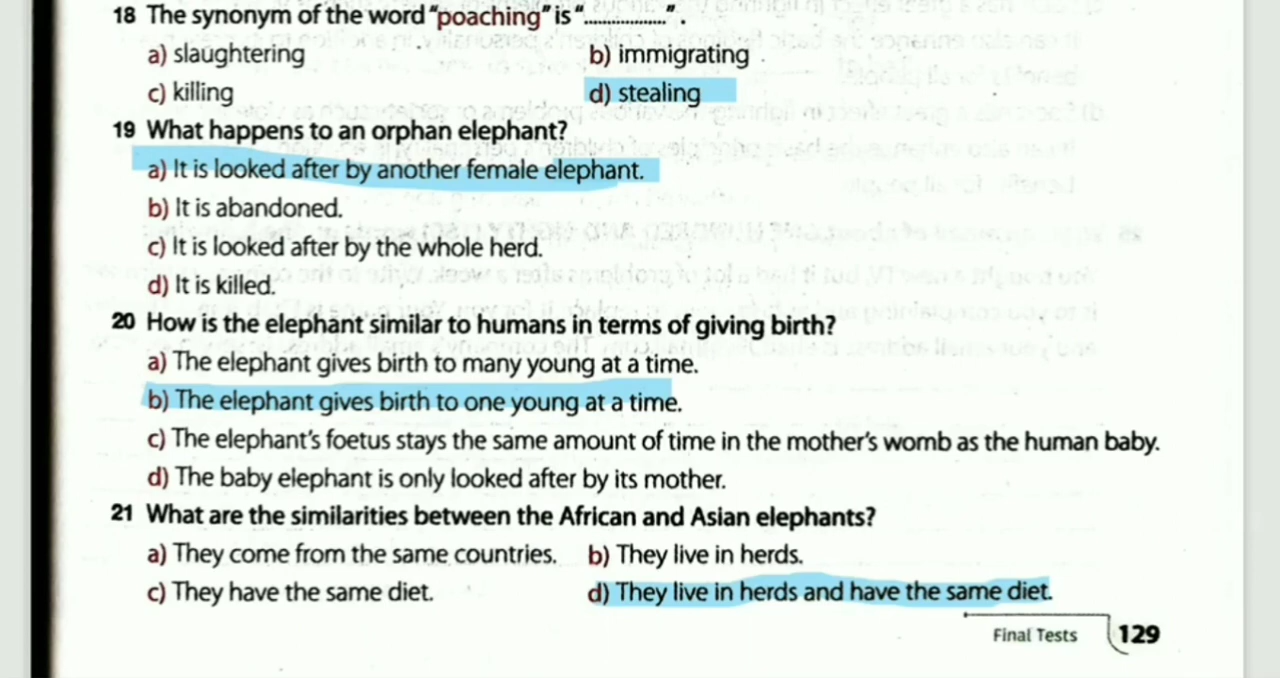 18 The synonym of the word "poaching" is " ............... ".
a) slaughtering b) immigrating
c) killing d) stealing
19 What happens to an orphan elephant?
a) It is looked after by another female elephant.
b) It is abandoned.
c) It is looked after by the whole herd.
d) It is killed.
20 How is the elephant similar to humans in terms of giving birth?
a) The elephant gives birth to many young at a time.
b) The elephant gives birth to one young at a time.
c) The elephant's foetus stays the same amount of time in the mother's womb as the human baby.
d) The baby elephant is only looked after by its mother.
21 What are the similarities between the African and Asian elephants?
a) They come from the same countries. b) They live in herds.
c) They have the same diet. d) They live in herds and have the same diet.
Final Tests 129